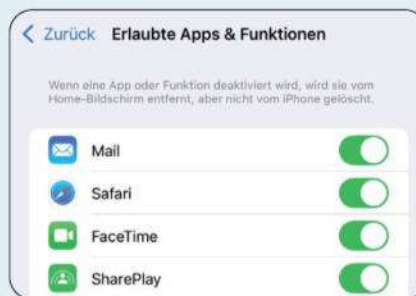 Zurück Erlaubte Apps & Funktionen
Wenn eine App oder Funktion deaktiviert wird, wird sie vom
Home-Bildschirm entfernt, aber nicht vom iPhone gelöscht.
Mail
Safari
FaceTime
SharePlay